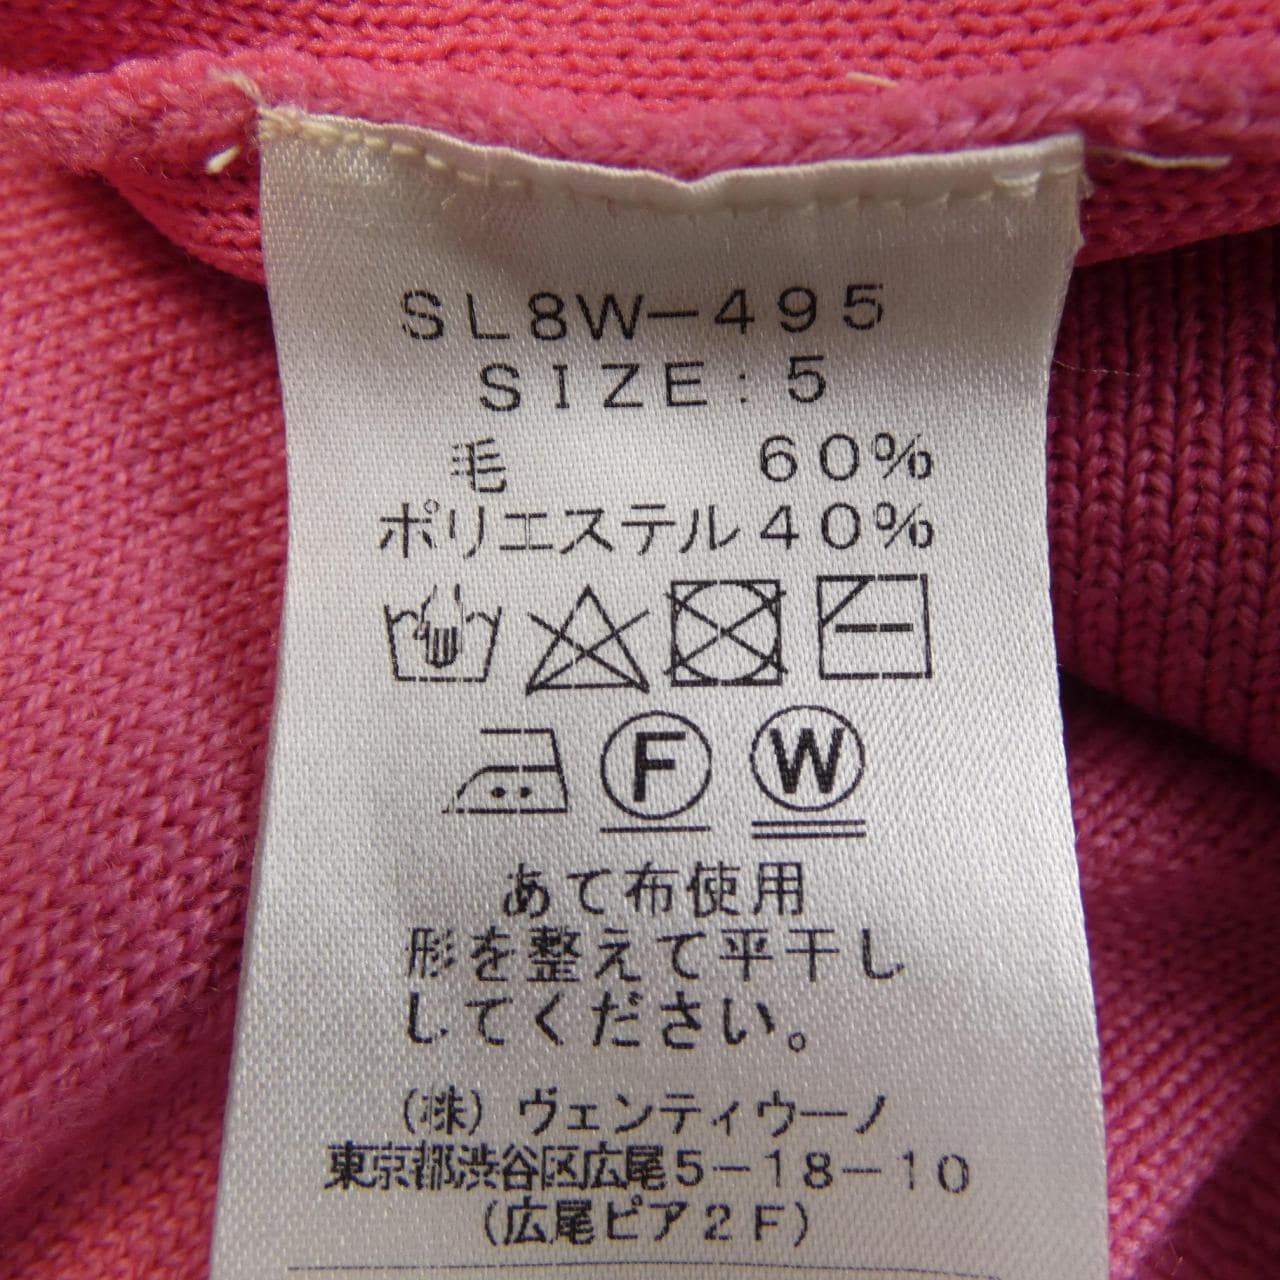 SL8W-495
SIZE:5
毛 60%
ポリエステル40%
F W
あて布使用
形を整えて平干し
してください。
(株)ヴェンティウーノ
東京都渋谷区広尾5-18-10
(広尾ピア2F)